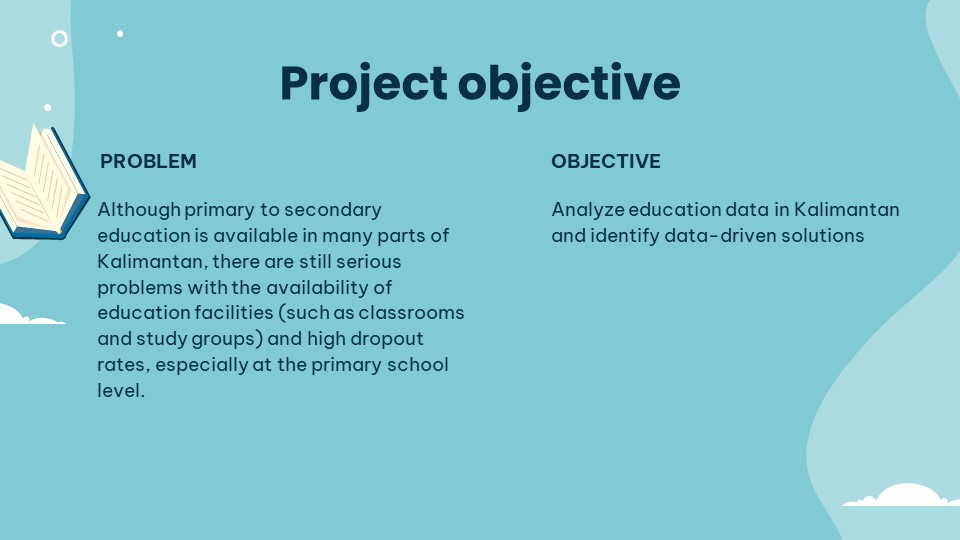 Project objective
PROBLEM
Although primary to secondary
education is available in many parts of
Kalimantan, there are still serious
problems with the availability of
education facilities (such as classrooms
and study groups) and high dropout
rates, especially at the primary school
level.
OBJECTIVE
Analyze education data in Kalimantan
and identify data-driven solutions